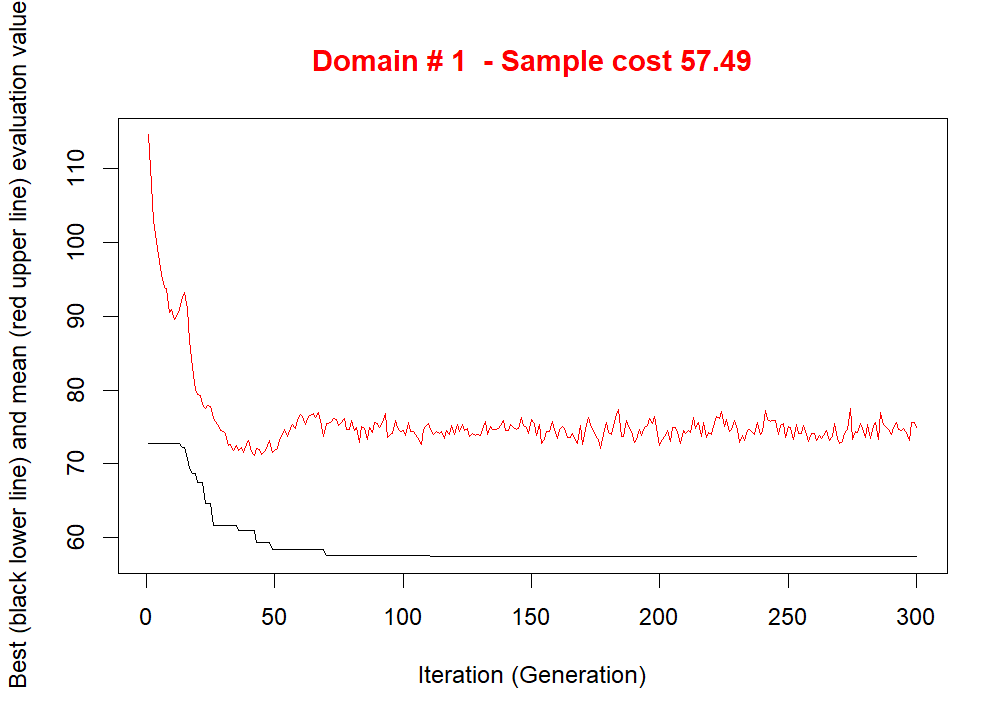 Domain # 1 - Sample cost 57.49
Best (black lower line) and mean (red upper line) evaluation value
110
100
90
80
70
60
0 50 100 150 200 250 300
Iteration (Generation)